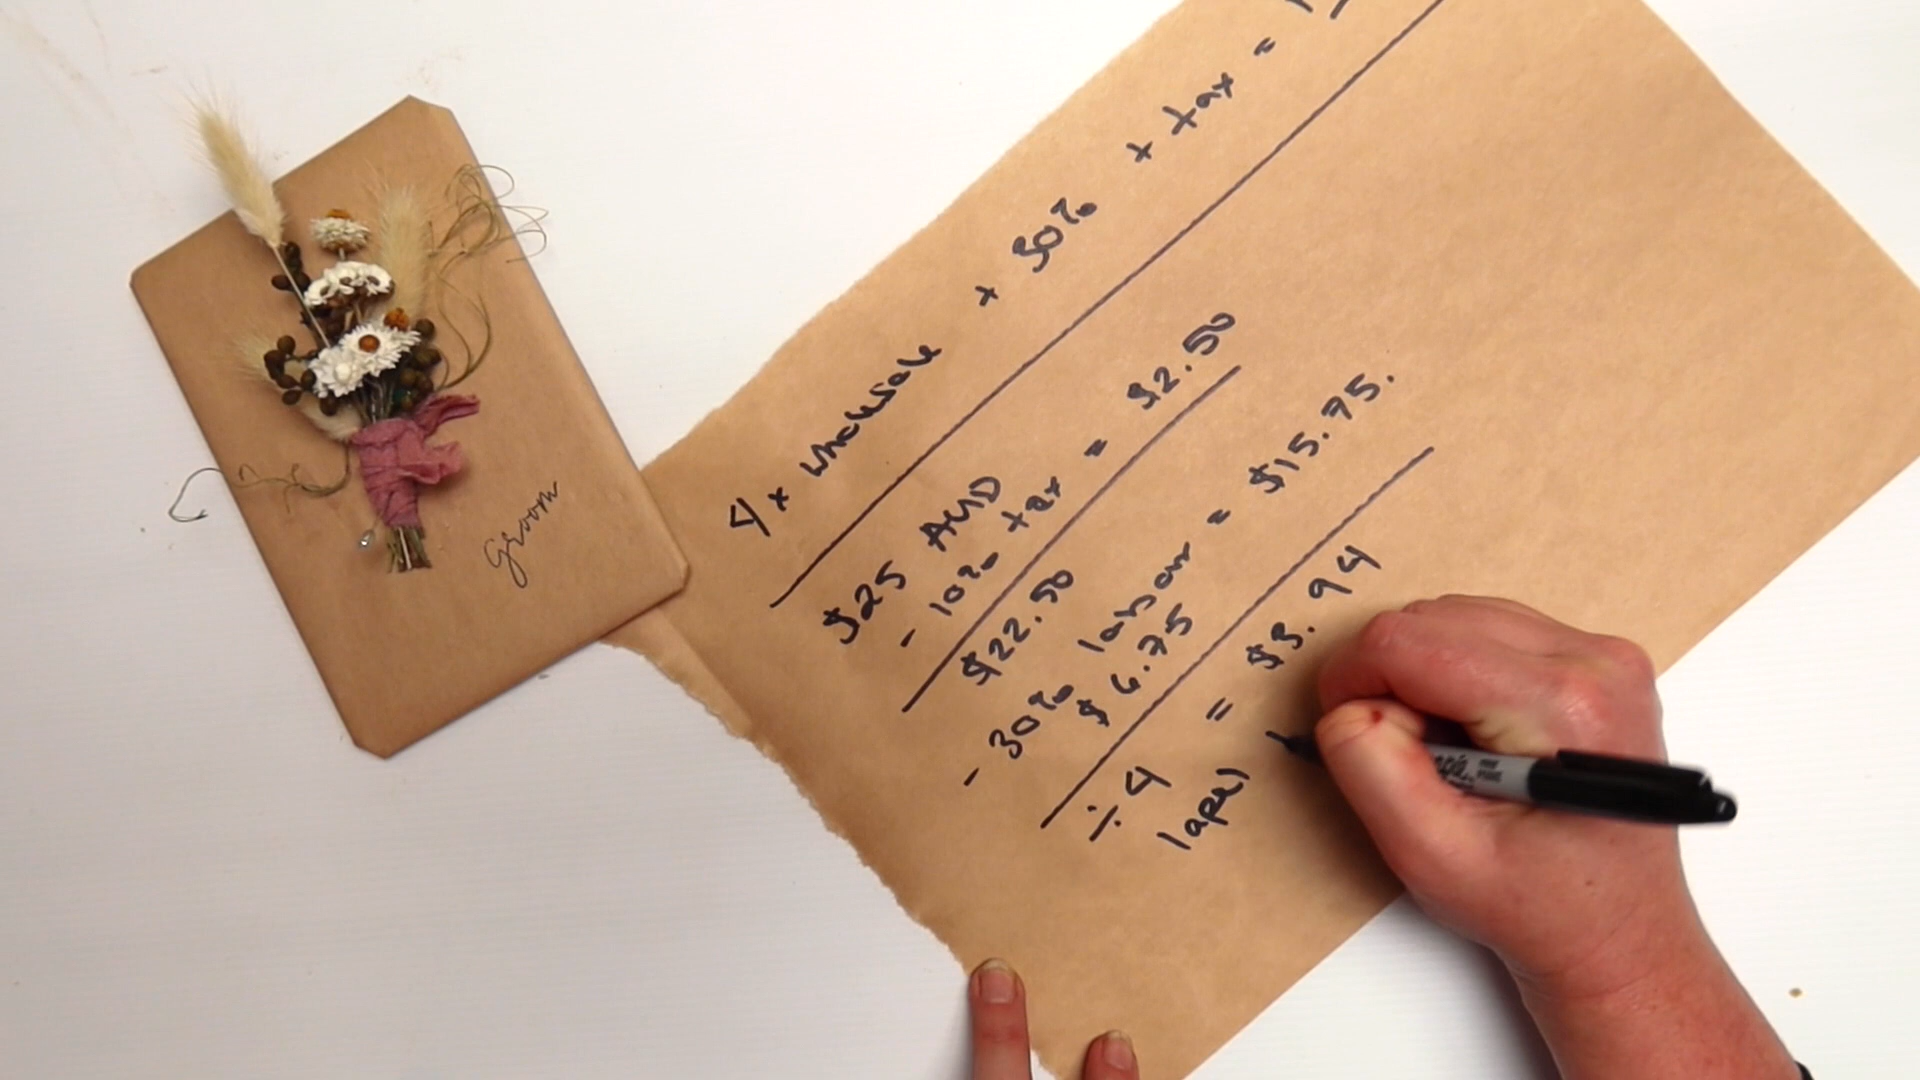 4 x wholesale + 30% + tax =
$25 AUD
- 10% tax = $2.50
$22.50
- 30% labour = $15.75.
$6.75
÷ 4 = $3.94
lapel
groom